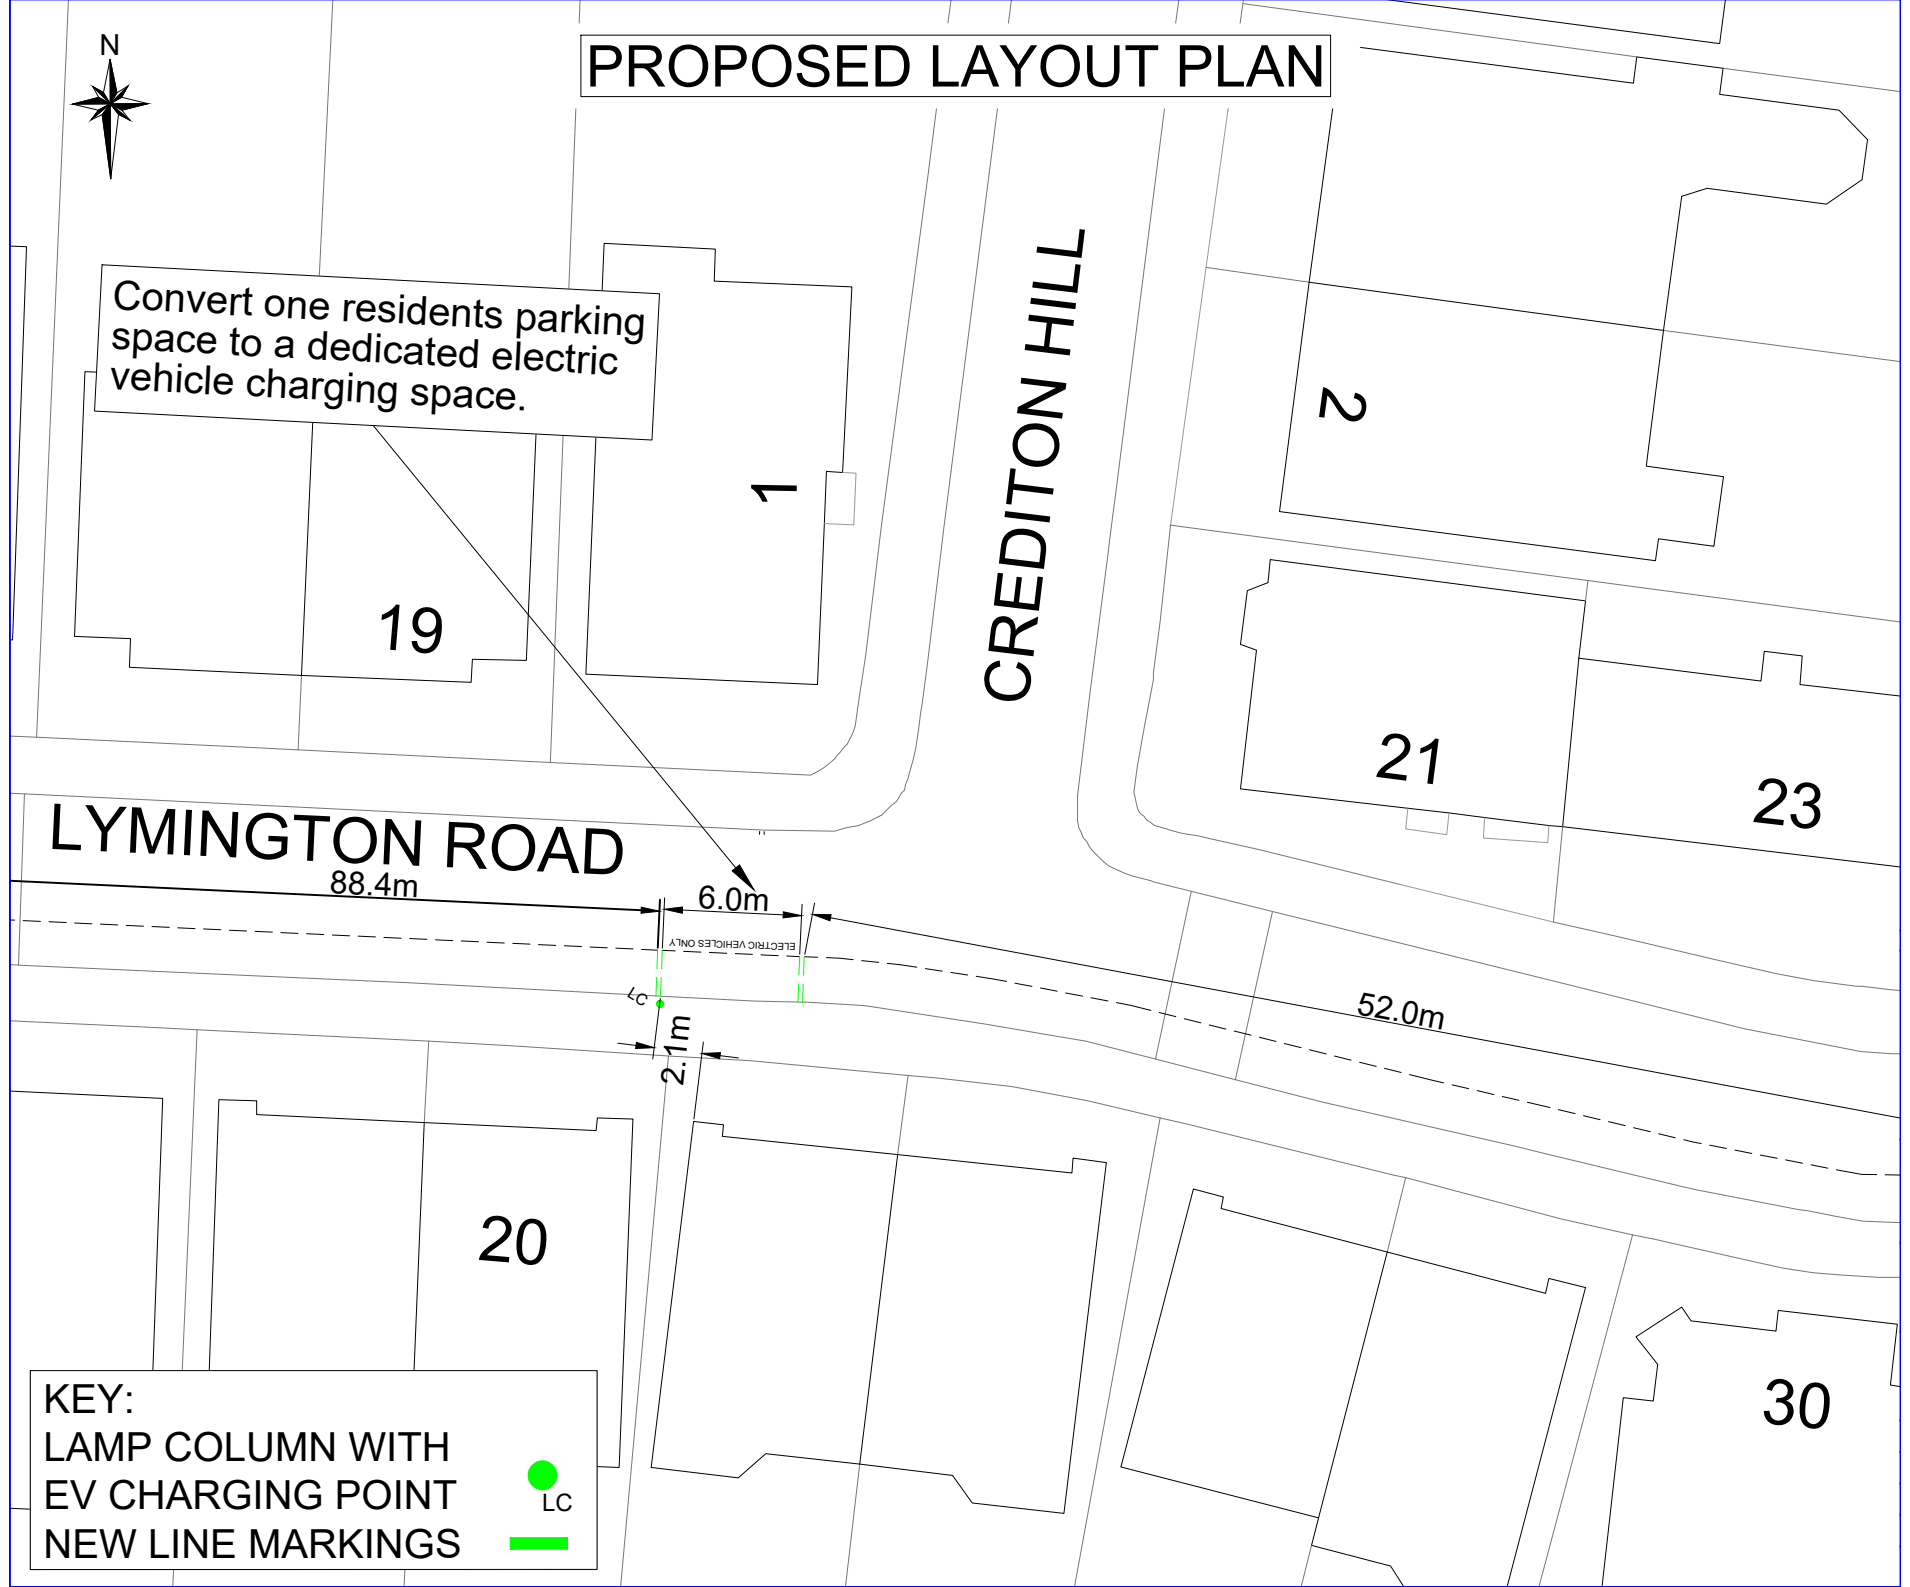 N
PROPOSED LAYOUT PLAN
Convert one residents parking
space to a dedicated electric
vehicle charging space.
CREDITON HILL
2
1
19
21
23
LYMINGTON ROAD
88.4m
6.0m
ELECTRIC VEHICLES ONLY
LC
2.1m
52.0m
20
30
KEY:
LAMP COLUMN WITH
EV CHARGING POINT
LC
NEW LINE MARKINGS